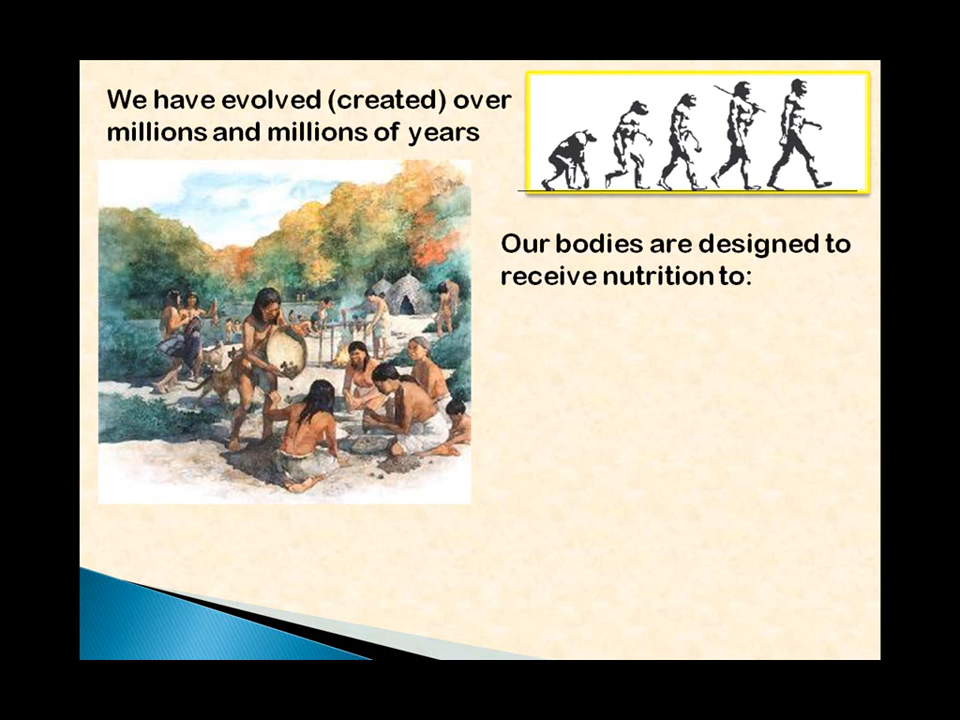 We have evolved (created) over
millions and millions of years
Our bodies are designed to
receive nutrition to: